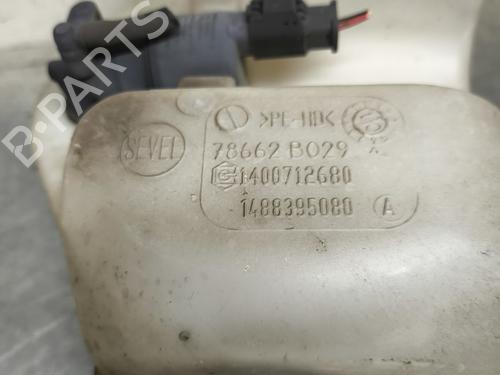 >PE-HD<
SEVEL
78662 B029
1400712680
1488395080 A
B-PARTS